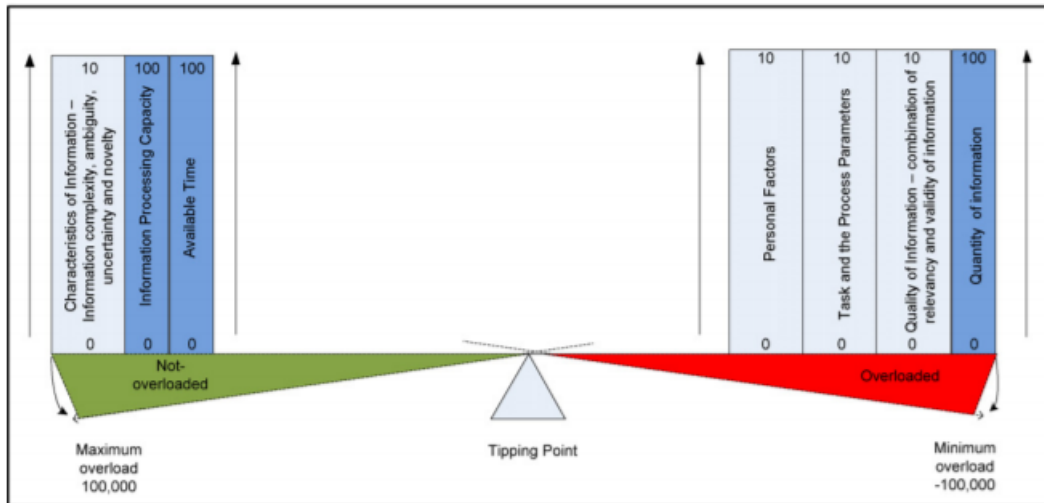 10
100
100
Characteristics of Information –
Information complexity, ambiguity,
uncertainty and novelty
Information Processing Capacity
Available Time
0
0
0
10
10
10
100
Personal Factors
Task and the Process Parameters
Quality of Information – combination of
relevancy and validity of information
Quantity of information
0
0
0
0
Not-
overloaded
Overloaded
Maximum
overload
100,000
Tipping Point
Minimum
overload
-100,000